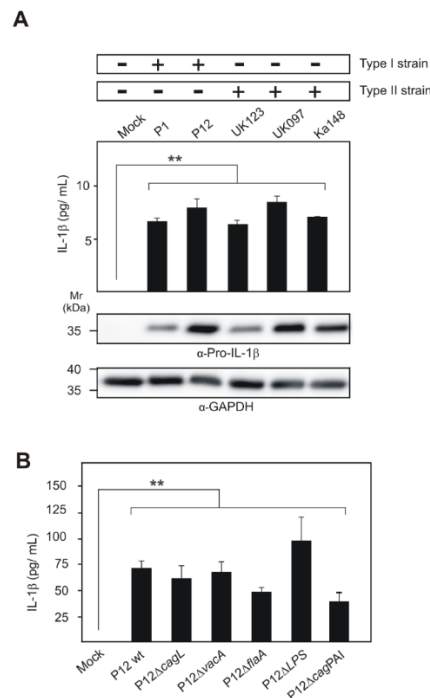 A
- + + - - - Type I strain
- - - + + + Type II strain
Mock P1 P12 UK123 UK097 Ka148
**
IL-1β (pg/ mL)
10
5
Mr
(kDa)
35
α-Pro-IL-1β
40
35
α-GAPDH
B
**
IL-1β (pg/ mL)
150
100
75
50
25
Mock P12 wt P12ΔcagL P12ΔvacA P12ΔflaA P12ΔLPS P12ΔcagPAI